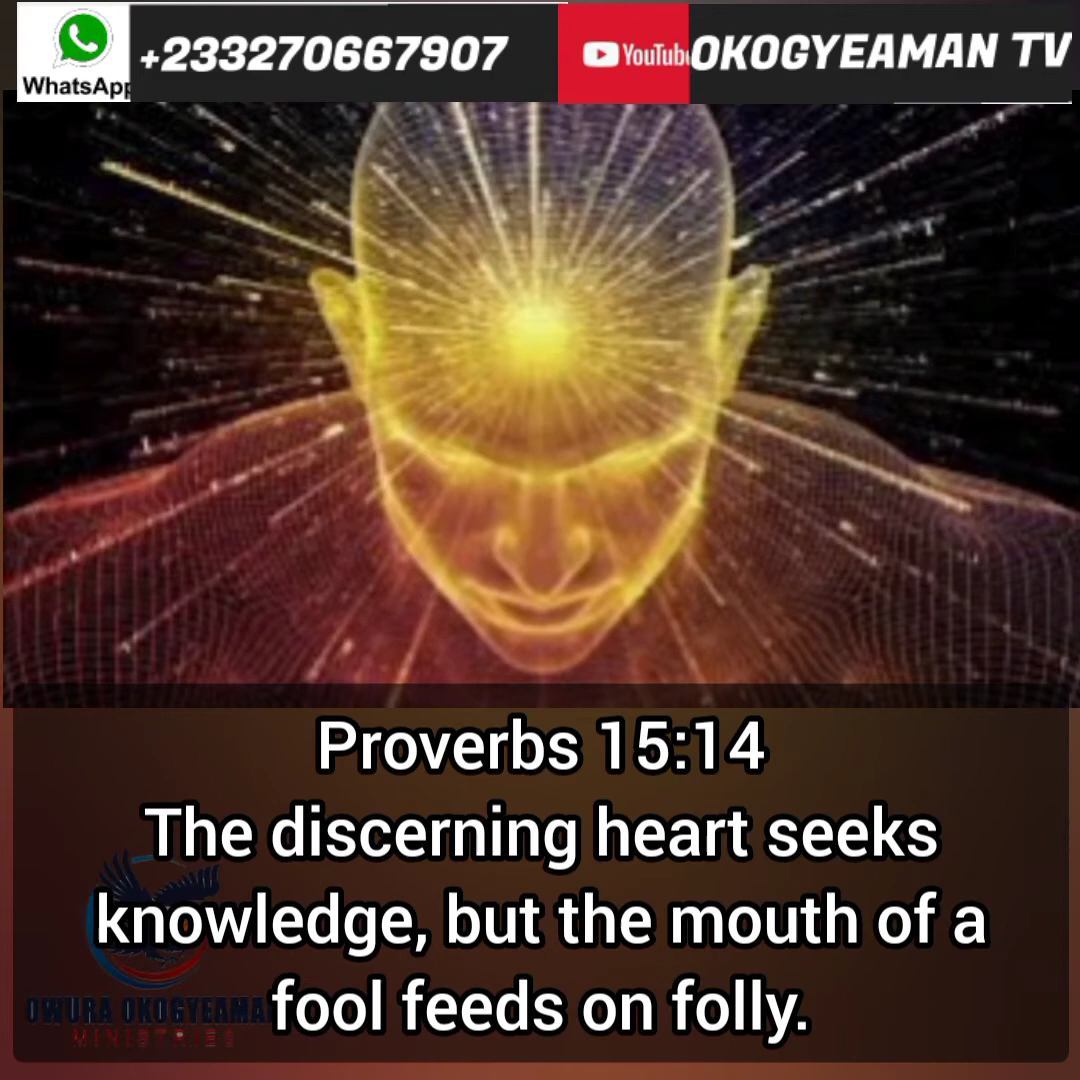 WhatsApp
+233270667907
YouTube
OKOGYEAMAN TV
Proverbs 15:14
The discerning heart seeks
knowledge, but the mouth of a
fool feeds on folly.
OWURA OKOGYEAMA
MINISTRIES